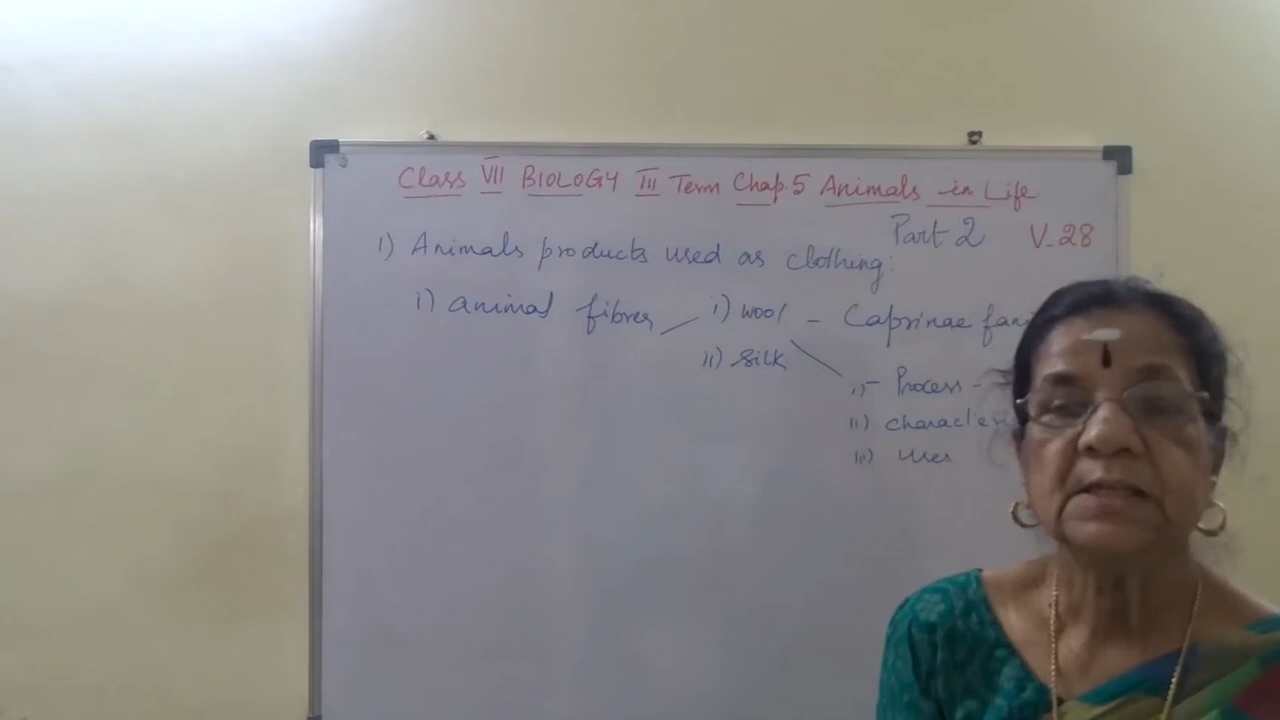 Class VII BIOLOGY III Term Chap.5 Animals in Life
Part 2 V-28
1) Animals products used as clothing:
i) animal fibres i) wool - Caprinae
ii) Silk
i) - Process -
ii)
iii) uses